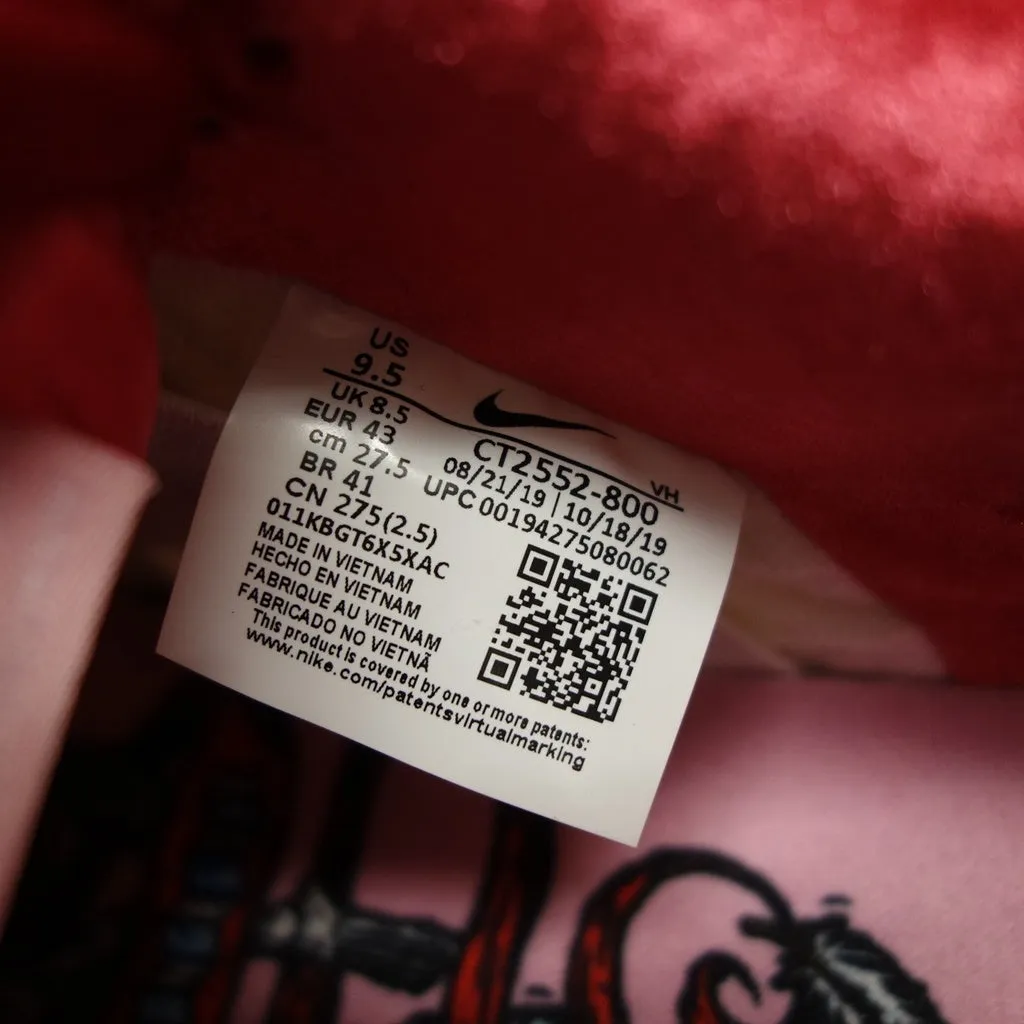 US
9.5
UK 8.5
EUR 43
cm 27.5
BR 41
CN 275(2.5)
011KBGT6X5XAC
MADE IN VIETNAM
HECHO EN VIETNAM
FABRIQUE AU VIETNAM
FABRICADO NO VIETNÃ
This product is covered by one or more patents:
www.nike.com/patentsvirtualmarking
CT2552-800
VH
08/21/19 | 10/18/19
UPC 00194275080062